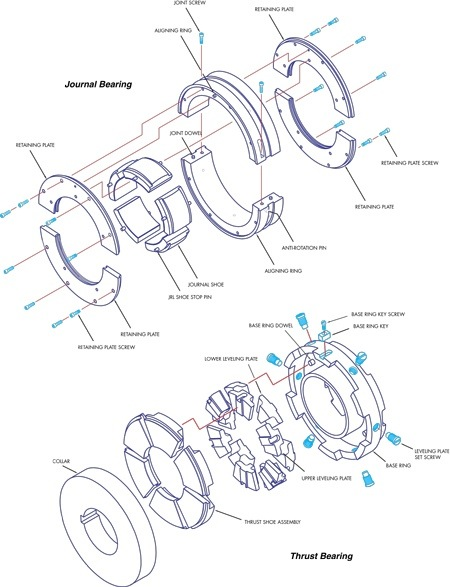 JOINT SCREW
RETAINING PLATE
ALIGNING RING
Journal Bearing
JOINT DOWEL
RETAINING PLATE
RETAINING PLATE SCREW
RETAINING PLATE
ANTI-ROTATION PIN
ALIGNING RING
JOURNAL SHOE
JRL SHOE STOP PIN
RETAINING PLATE
RETAINING PLATE SCREW
BASE RING KEY SCREW
BASE RING DOWEL
BASE RING KEY
LOWER LEVELING PLATE
LEVELING PLATE
SET SCREW
COLLAR
BASE RING
UPPER LEVELING PLATE
THRUST SHOE ASSEMBLY
Thrust Bearing